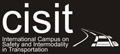 cisit
International Campus on
Safety and Intermodality
in Transportation